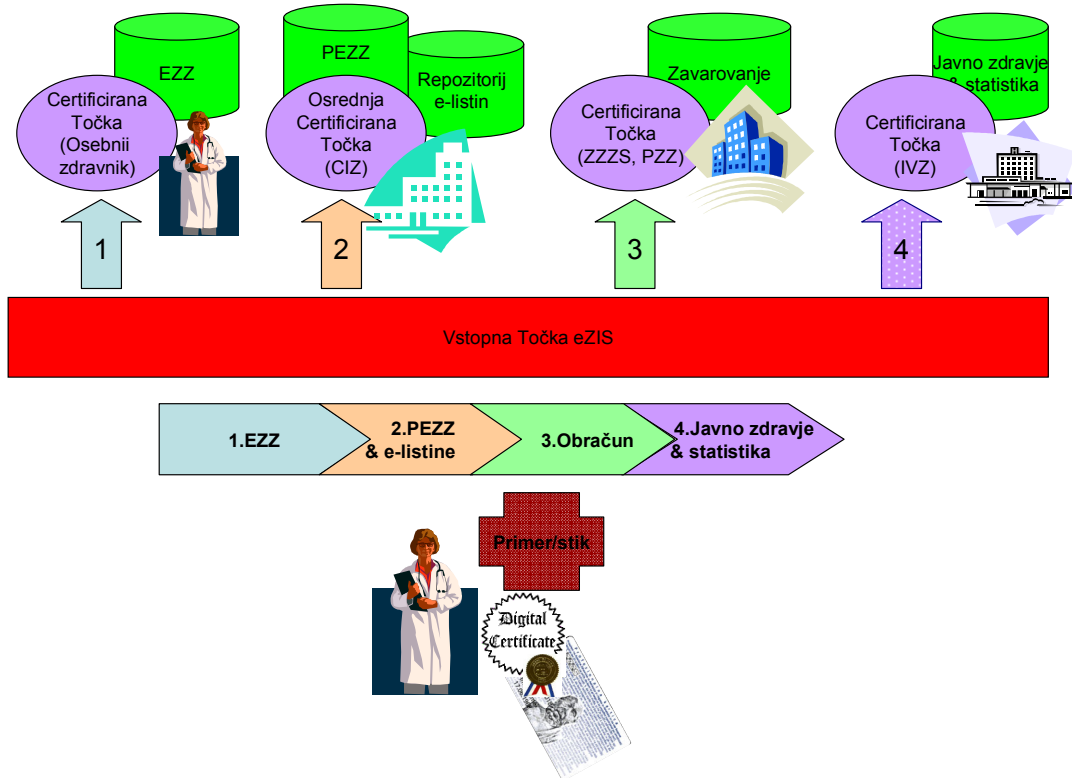 EZZ
Certificirana
Točka
(Osebnii
zdravnik)
1
PEZZ
Repozitorij
e-listin
Osrednja
Certificirana
Točka
(CIZ)
2
Zavarovanje
Certificirana
Točka
(ZZZS, PZZ)
3
Javno zdravje
& statistika
Certificirana
Točka
(IVZ)
4
Vstopna Točka eZIS
1.EZZ
2.PEZZ
& e-listine
3.Obračun
4.Javno zdravje
& statistika
Primer/stik
Digital
Certificate